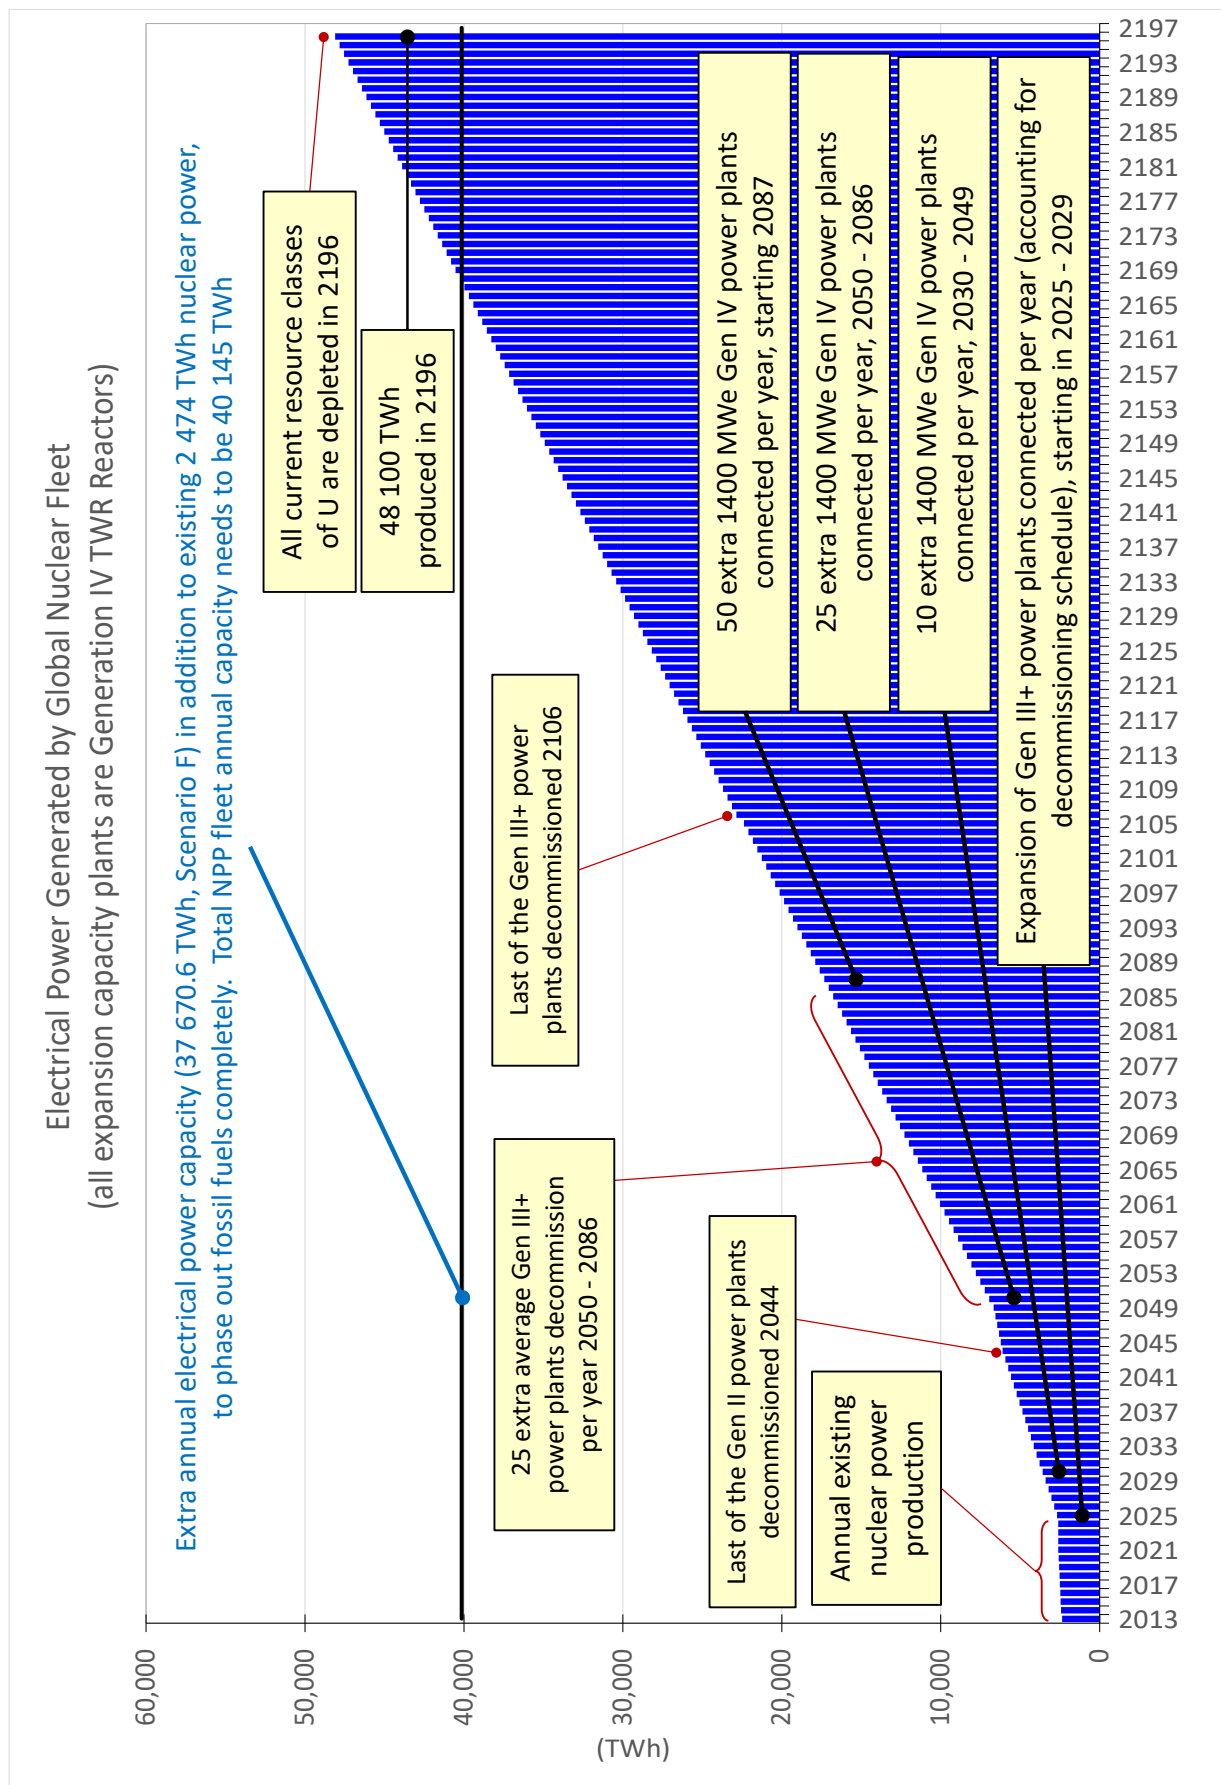 Electrical Power Generated by Global Nuclear Fleet
(all expansion capacity plants are Generation IV TWR Reactors)
Extra annual electrical power capacity (37 670.6 TWh, Scenario F) in addition to existing 2 474 TWh nuclear power,
to phase out fossil fuels completely. Total NPP fleet annual capacity needs to be 40 145 TWh
60,000
50,000
40,000
30,000
20,000
10,000
0
(TWh)
All current resource classes
of U are depleted in 2196
48 100 TWh
produced in 2196
Last of the Gen III+ power
plants decommissioned 2106
25 extra average Gen III+
power plants decommission
per year 2050 - 2086
Last of the Gen II power plants
decommissioned 2044
Annual existing
nuclear power
production
50 extra 1400 MWe Gen IV power plants
connected per year, starting 2087
25 extra 1400 MWe Gen IV power plants
connected per year, 2050 - 2086
10 extra 1400 MWe Gen IV power plants
connected per year, 2030 - 2049
Expansion of Gen III+ power plants connected per year (accounting for
decommissioning schedule), starting in 2025 - 2029
2013
2017
2021
2025
2029
2033
2037
2041
2045
2049
2053
2057
2061
2065
2069
2073
2077
2081
2085
2089
2093
2097
2101
2105
2109
2113
2117
2121
2125
2129
2133
2137
2141
2145
2149
2153
2157
2161
2165
2169
2173
2177
2181
2185
2189
2193
2197